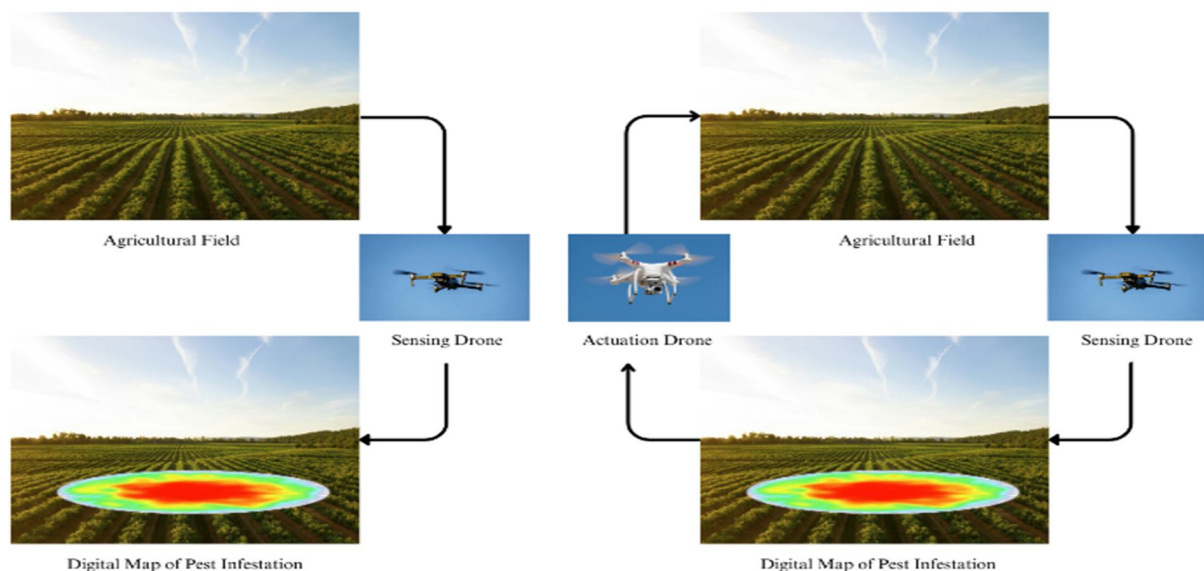 Agricultural Field
Agricultural Field
Sensing Drone
Actuation Drone
Sensing Drone
Digital Map of Pest Infestation
Digital Map of Pest Infestation